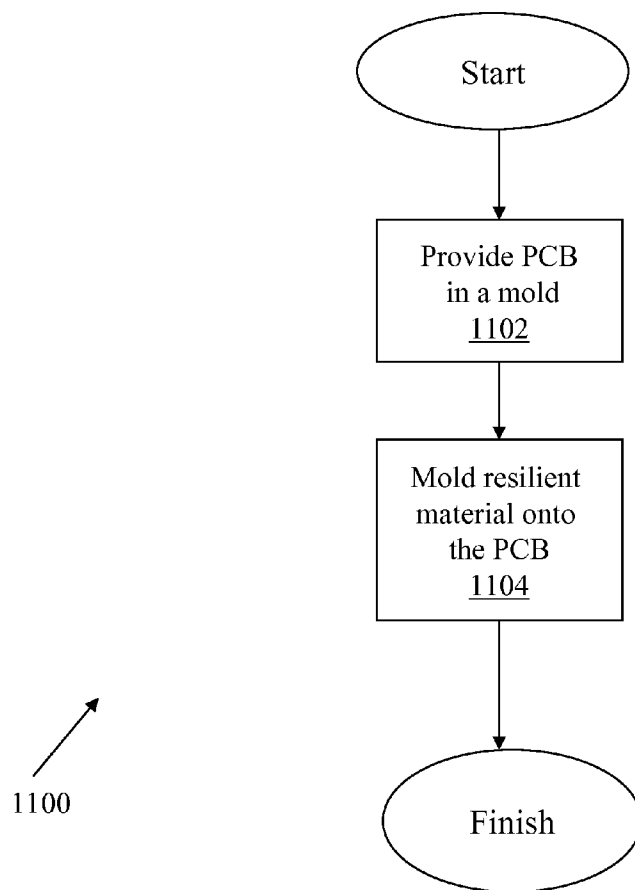 Start
Provide PCB
in a mold
1102
Mold resilient
material onto
the PCB
1104
1100
Finish